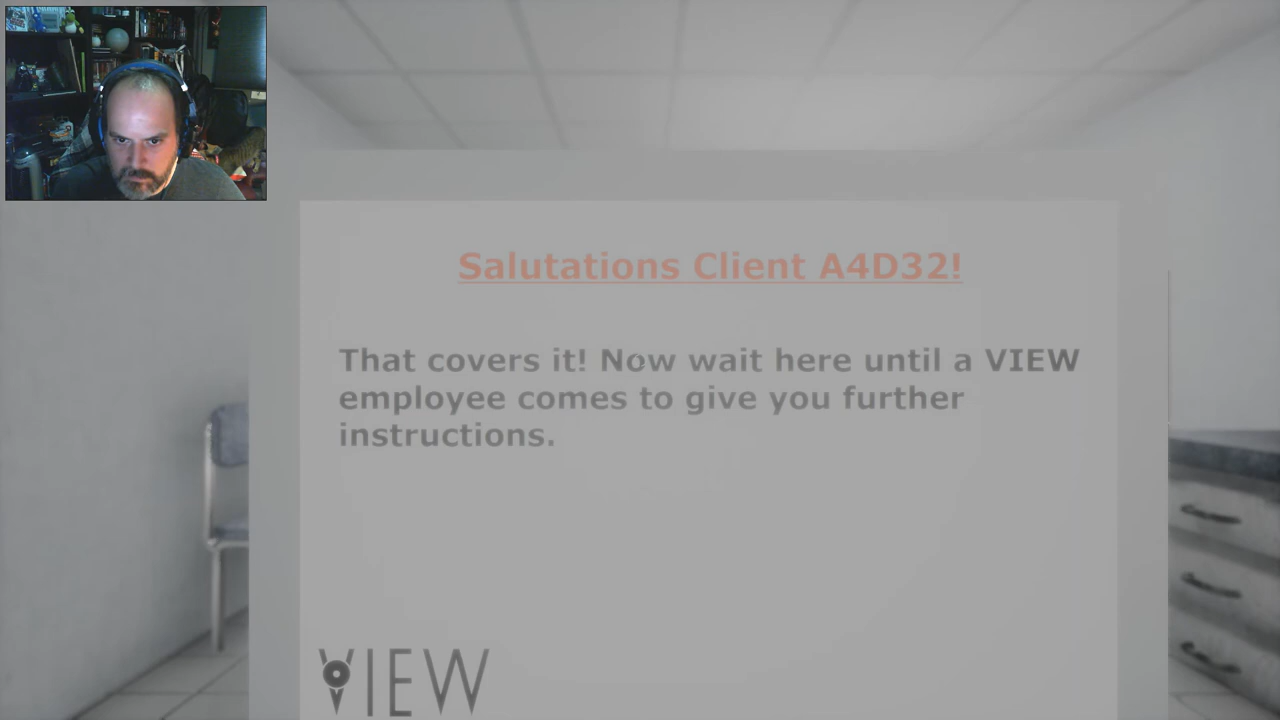 Salutations Client A4D32!
That covers it! Now wait here until a VIEW
employee comes to give you further
instructions.
VIEW